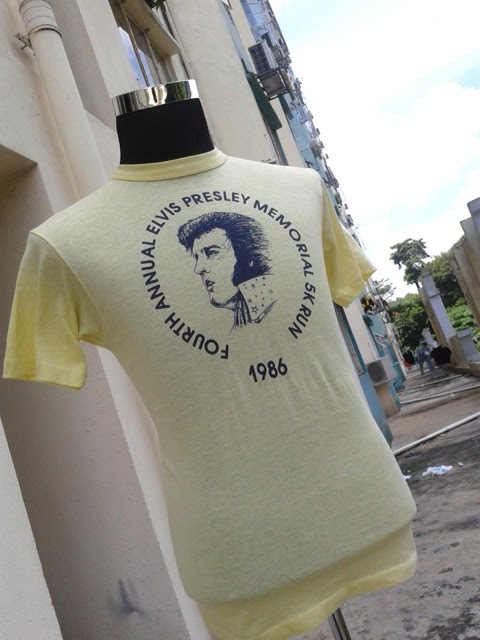 FOURTH ANNUAL ELVIS PRESLEY MEMORIAL 5K RUN
1986